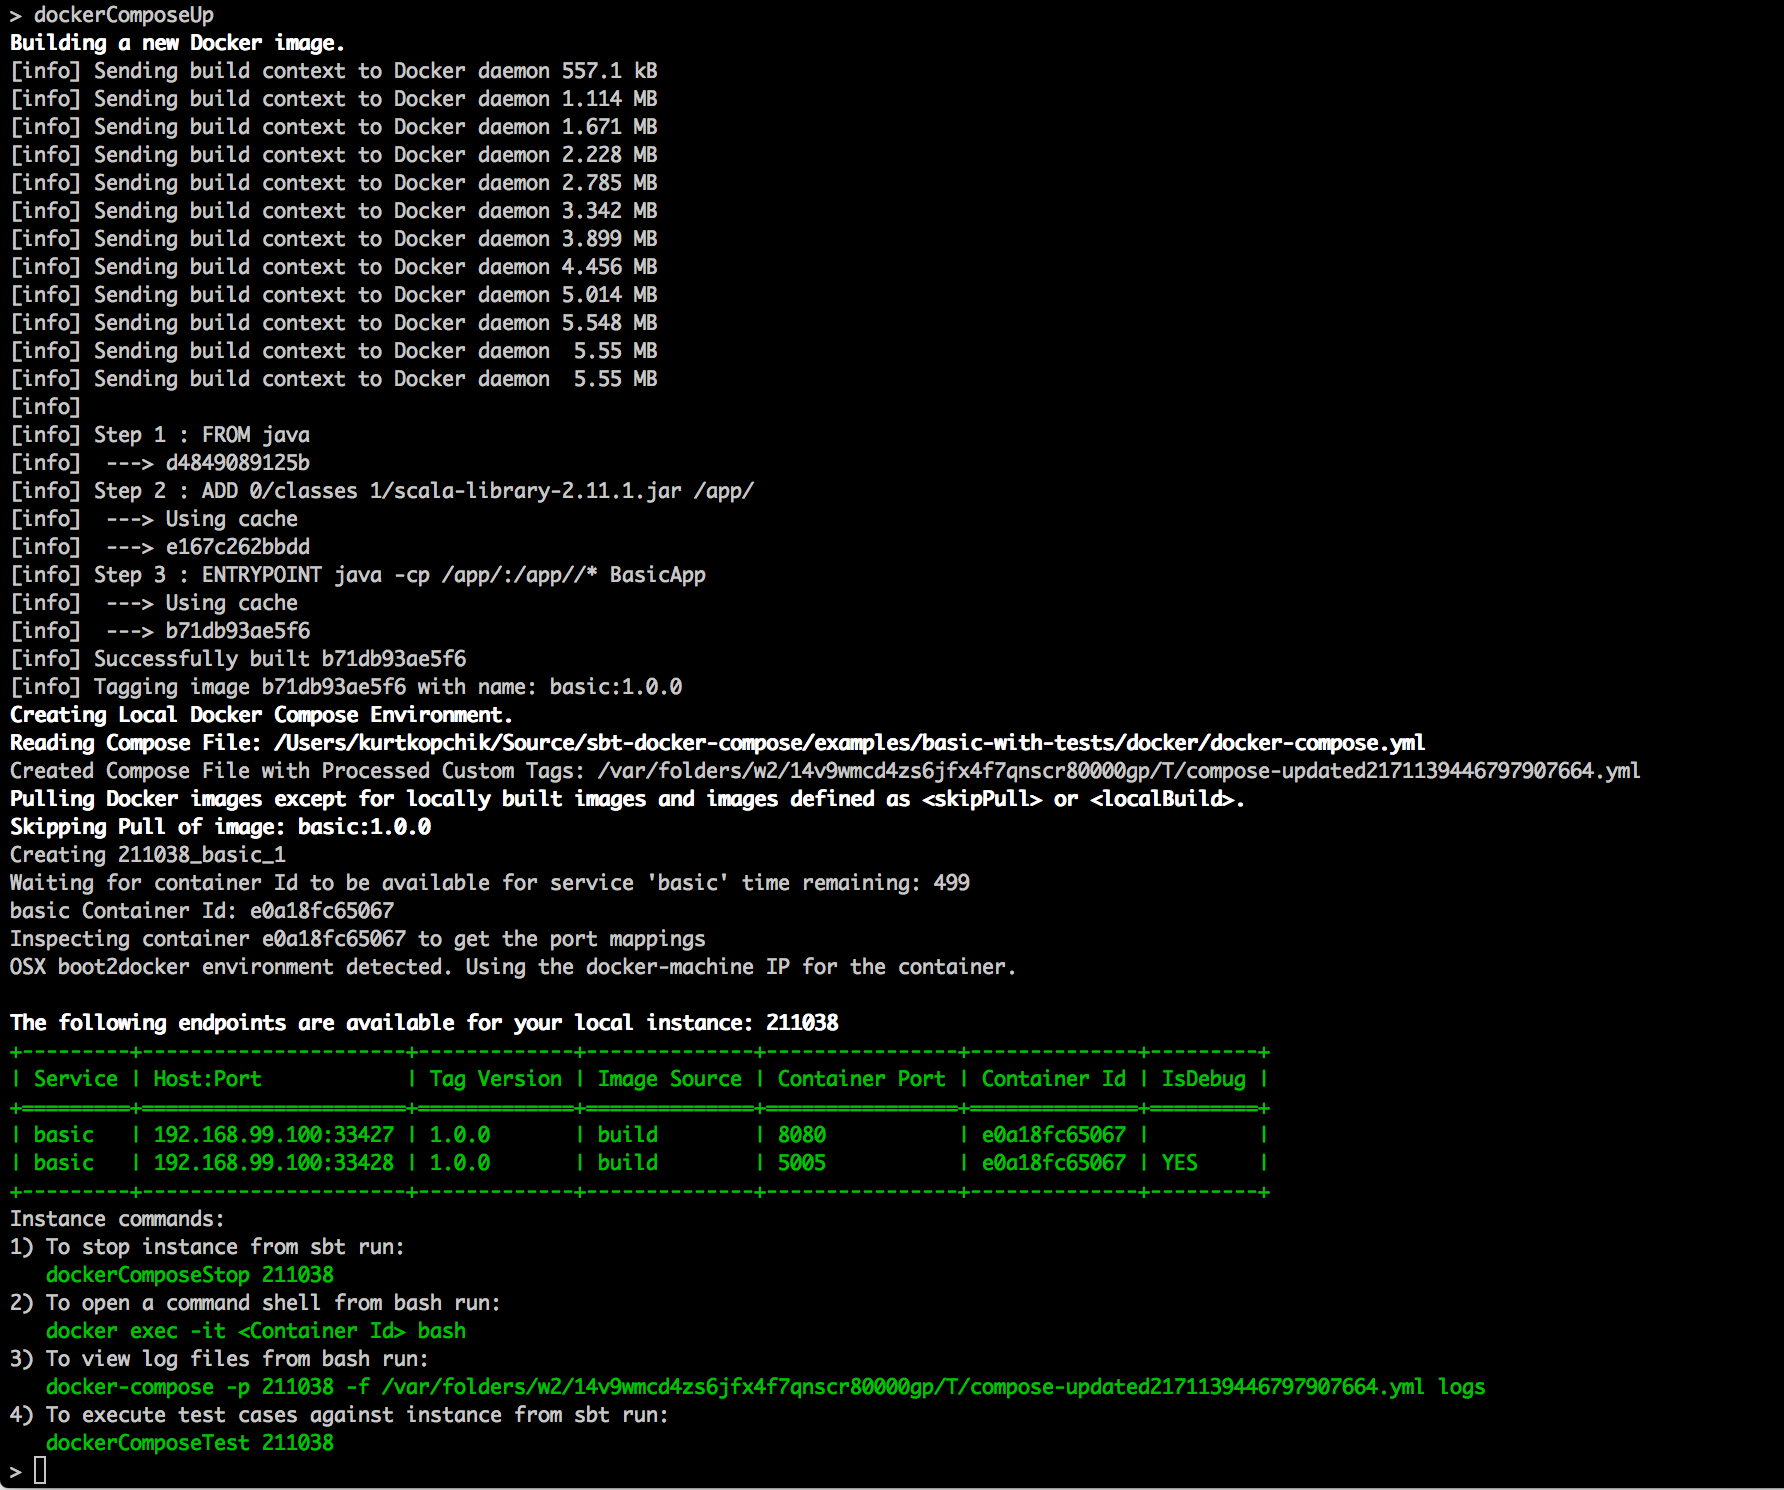 > dockerComposeUp
Building a new Docker image.
[info] Sending build context to Docker daemon 557.1 kB
[info] Sending build context to Docker daemon 1.114 MB
[info] Sending build context to Docker daemon 1.671 MB
[info] Sending build context to Docker daemon 2.228 MB
[info] Sending build context to Docker daemon 2.785 MB
[info] Sending build context to Docker daemon 3.342 MB
[info] Sending build context to Docker daemon 3.899 MB
[info] Sending build context to Docker daemon 4.456 MB
[info] Sending build context to Docker daemon 5.014 MB
[info] Sending build context to Docker daemon 5.548 MB
[info] Sending build context to Docker daemon  5.55 MB
[info] Sending build context to Docker daemon  5.55 MB
[info]
[info] Step 1 : FROM java
[info]  ---> d4849089125b
[info] Step 2 : ADD 0/classes 1/scala-library-2.11.1.jar /app/
[info]  ---> Using cache
[info]  ---> e167c262bbdd
[info] Step 3 : ENTRYPOINT java -cp /app/:/app//* BasicApp
[info]  ---> Using cache
[info]  ---> b71db93ae5f6
[info] Successfully built b71db93ae5f6
[info] Tagging image b71db93ae5f6 with name: basic:1.0.0
Creating Local Docker Compose Environment.
Reading Compose File: /Users/kurtkopchik/Source/sbt-docker-compose/examples/basic-with-tests/docker/docker-compose.yml
Created Compose File with Processed Custom Tags: /var/folders/w2/14v9wmcd4zs6jfx4f7qnscr80000gp/T/compose-updated2171139446797907664.yml
Pulling Docker images except for locally built images and images defined as <skipPull> or <localBuild>.
Skipping Pull of image: basic:1.0.0
Creating 211038_basic_1
Waiting for container Id to be available for service 'basic' time remaining: 499
basic Container Id: e0a18fc65067
Inspecting container e0a18fc65067 to get the port mappings
OSX boot2docker environment detected. Using the docker-machine IP for the container.
The following endpoints are available for your local instance: 211038
+---------+----------------------+-------------+--------------+----------------+--------------+---------+
| Service | Host:Port            | Tag Version | Image Source | Container Port | Container Id | IsDebug |
+=========+======================+=============+==============+================+==============+=========+
| basic   | 192.168.99.100:33427 | 1.0.0       | build        | 8080           | e0a18fc65067 |         |
| basic   | 192.168.99.100:33428 | 1.0.0       | build        | 5005           | e0a18fc65067 | YES     |
+---------+----------------------+-------------+--------------+----------------+--------------+---------+
Instance commands:
1) To stop instance from sbt run:
   dockerComposeStop 211038
2) To open a command shell from bash run:
   docker exec -it <Container Id> bash
3) To view log files from bash run:
   docker-compose -p 211038 -f /var/folders/w2/14v9wmcd4zs6jfx4f7qnscr80000gp/T/compose-updated2171139446797907664.yml logs
4) To execute test cases against instance from sbt run:
   dockerComposeTest 211038
>